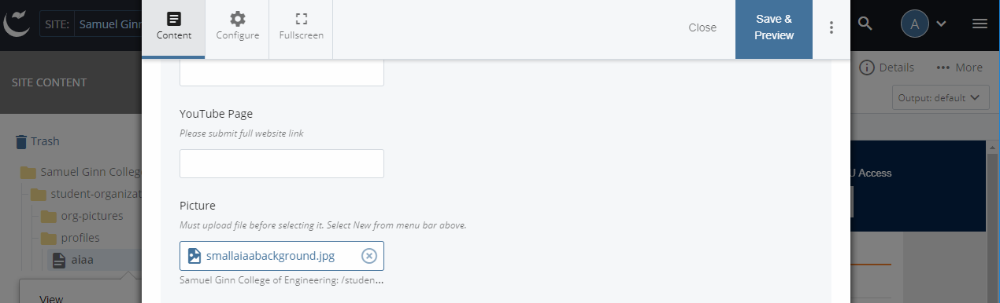 SITE:
Samuel Ginn
Content
Configure
Fullscreen
Close
Save &
Preview
A
SITE CONTENT
Details
More
Output: default
YouTube Page
Please submit full website link
Trash
Samuel Ginn Colleg
student-organizat
org-pictures
profiles
aiaa
View
U Access
Picture
Must upload file before selecting it. Select New from menu bar above.
smallaiaabackground.jpg
Samuel Ginn College of Engineering: /studen...